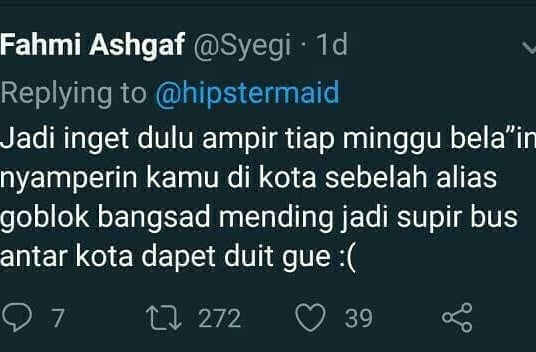 Fahmi Ashgaf @Syegi · 1d
Replying to @hipstermaid
Jadi inget dulu ampir tiap minggu bela”in
nyamperin kamu di kota sebelah alias
goblok bangsad mending jadi supir bus
antar kota dapet duit gue :(
7 272 39